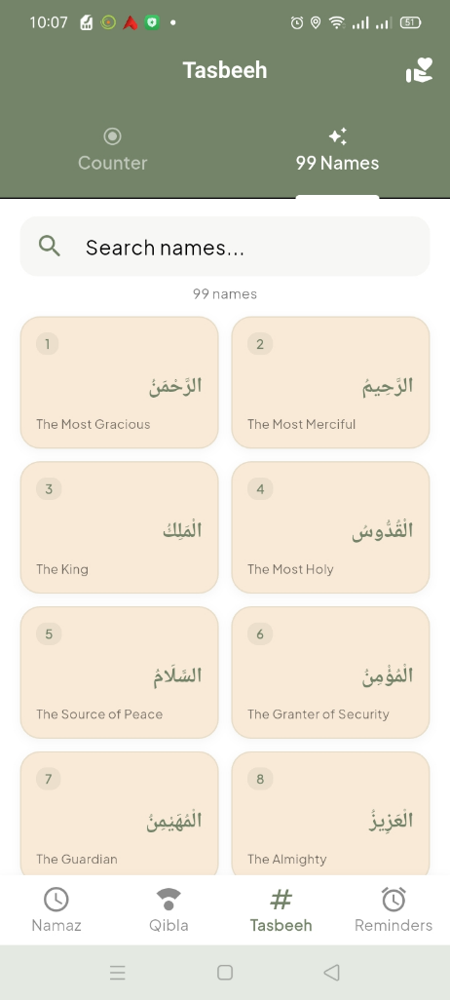 10:07
51
Tasbeeh
Counter
99 Names
Search names...
99 names
1
الرَّحْمَنُ
The Most Gracious
2
الرَّحِيمُ
The Most Merciful
3
الْمَلِكُ
The King
4
الْقُدُّوسُ
The Most Holy
5
السَّلَامُ
The Source of Peace
6
الْمُؤْمِنُ
The Granter of Security
7
الْمُهَيْمِنُ
The Guardian
8
الْعَزِيزُ
The Almighty
Namaz
Qibla
Tasbeeh
Reminders